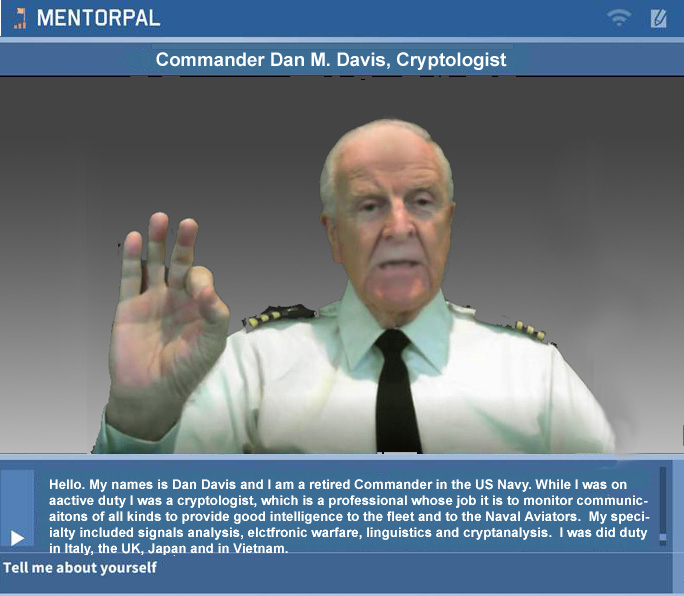 MENTORPAL
Commander Dan M. Davis, Cryptologist
Hello. My names is Dan Davis and I am a retired Commander in the US Navy. While I was on
aactive duty I was a cryptologist, which is a professional whose job it is to monitor communic-
aitons of all kinds to provide good intelligence to the fleet and to the Naval Aviators. My speci-
ialty included signals analysis, elctfronic warfare, linguistics and cryptanalysis. I was did duty
in Italy, the UK, Japan and in Vietnam.
Tell me about yourself